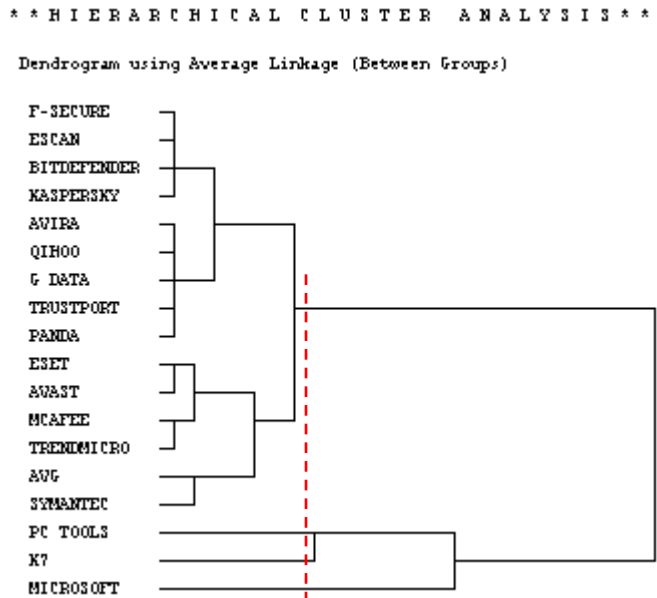 * * H I E R A R C H I C A L C L U S T E R A N A L Y S I S * *
Dendrogram using Average Linkage (Between Groups)
F-SECURE
ESCAN
BITDEFENDER
KASPERSKY
AVIRA
QIHOO
G DATA
TRUSTPORT
PANDA
ESET
AVAST
MCAFEE
TRENDMICRO
AVG
SYMANTEC
PC TOOLS
K7
MICROSOFT